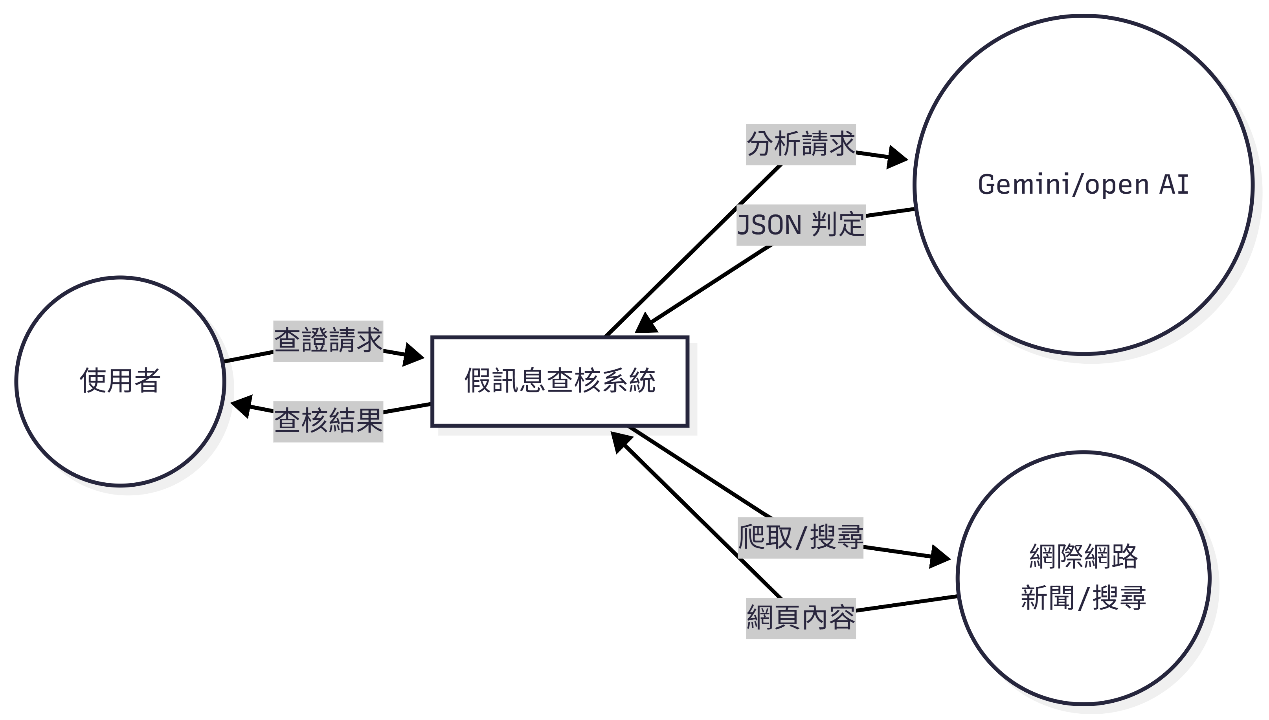 分析請求
Gemini/open AI
JSON 判定
查證請求
使用者
假訊息查核系統
查核結果
爬取/搜尋
網際網路
新聞/搜尋
網頁內容